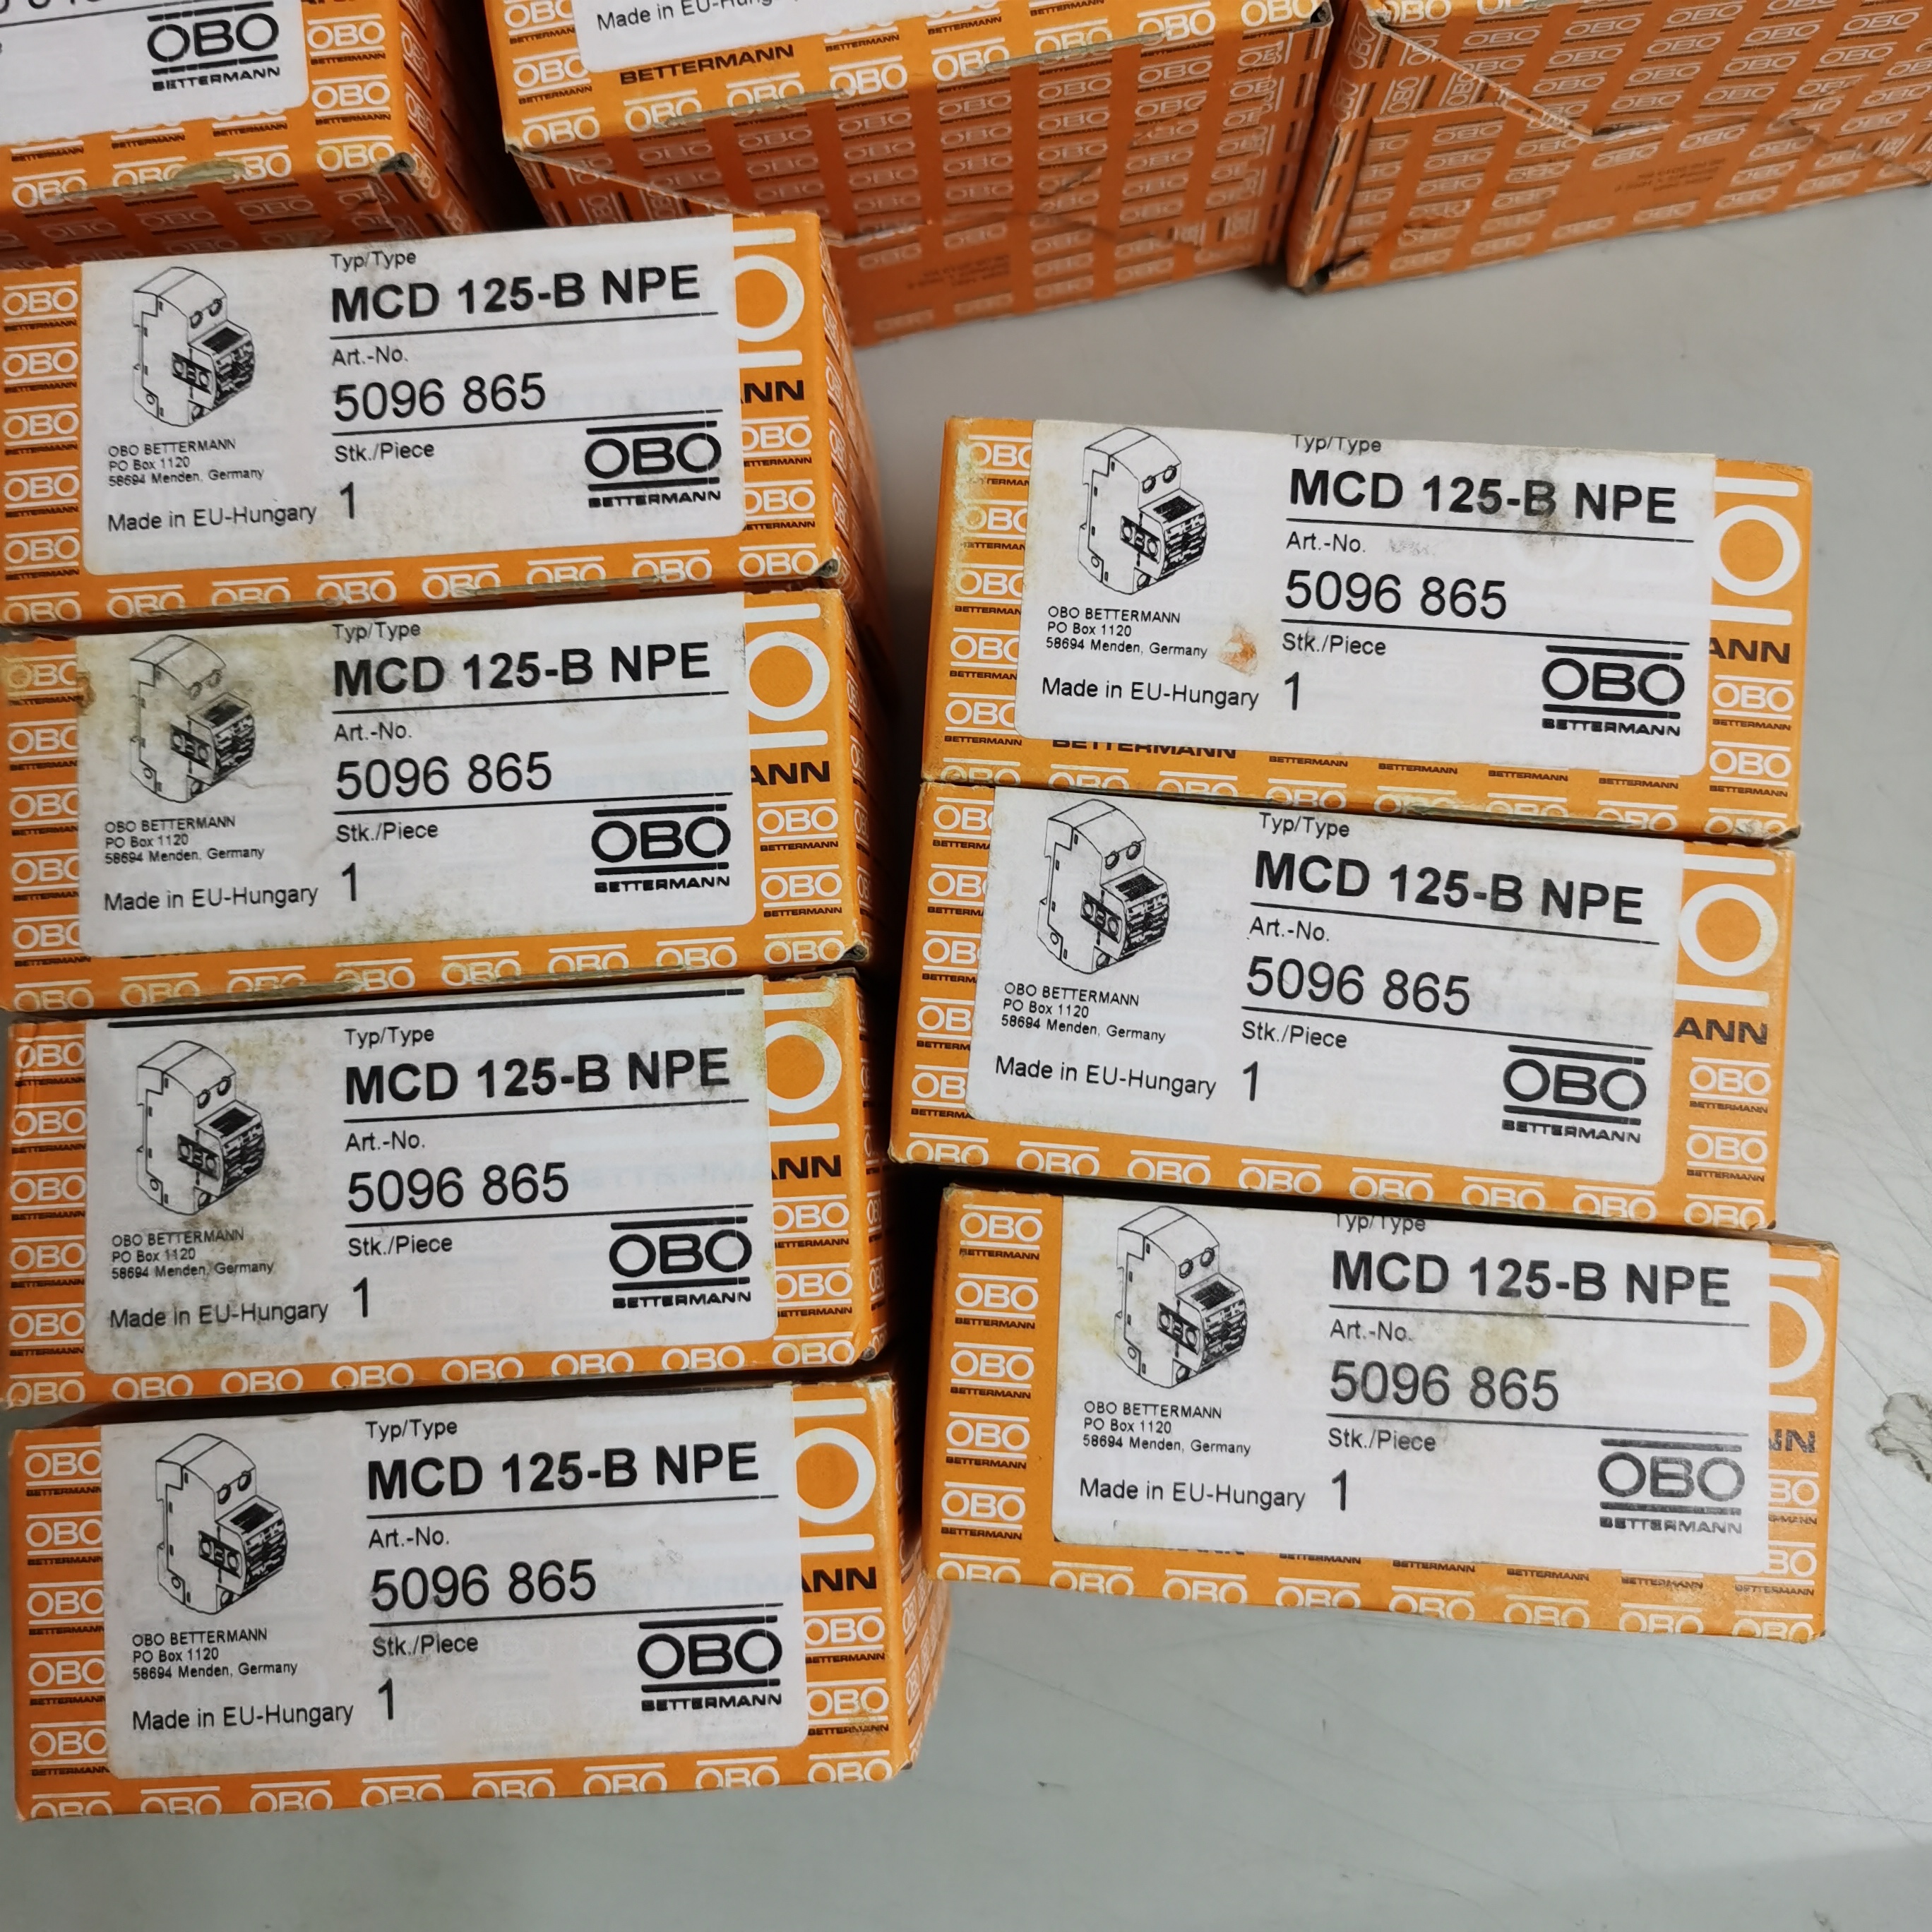 OBO
BETTERMANN
Made in EU-Hung
BETTERMANN
Typ/Type
MCD 125-B NPE
Art.-No.
5096 865
Stk./Piece
1
OBO BETTERMANN
PO Box 1120
58694 Menden, Germany
Made in EU-Hungary
OBO
BETTERMANN
Typ/Type
MCD 125-B NPE
Art.-No.
5096 865
Stk./Piece
1
OBO BETTERMANN
PO Box 1120
58694 Menden, Germany
Made in EU-Hungary
OBO
BETTERMANN
Typ/Type
MCD 125-B NPE
Art.-No.
5096 865
Stk./Piece
1
OBO BETTERMANN
PO Box 1120
58694 Menden, Germany
Made in EU-Hungary
OBO
BETTERMANN
Typ/Type
MCD 125-B NPE
Art.-No.
5096 865
Stk./Piece
1
OBO BETTERMANN
PO Box 1120
58694 Menden, Germany
Made in EU-Hungary
OBO
BETTERMANN
Typ/Type
MCD 125-B NPE
Art.-No.
5096 865
Stk./Piece
1
OBO BETTERMANN
PO Box 1120
58694 Menden, Germany
Made in EU-Hungary
OBO
BETTERMANN
Typ/Type
MCD 125-B NPE
Art.-No.
5096 865
Stk./Piece
1
OBO BETTERMANN
PO Box 1120
58694 Menden, Germany
Made in EU-Hungary
OBO
BETTERMANN
Typ/Type
MCD 125-B NPE
Art.-No.
5096 865
Stk./Piece
1
OBO BETTERMANN
PO Box 1120
58694 Menden, Germany
Made in EU-Hungary
OBO
BETTERMANN